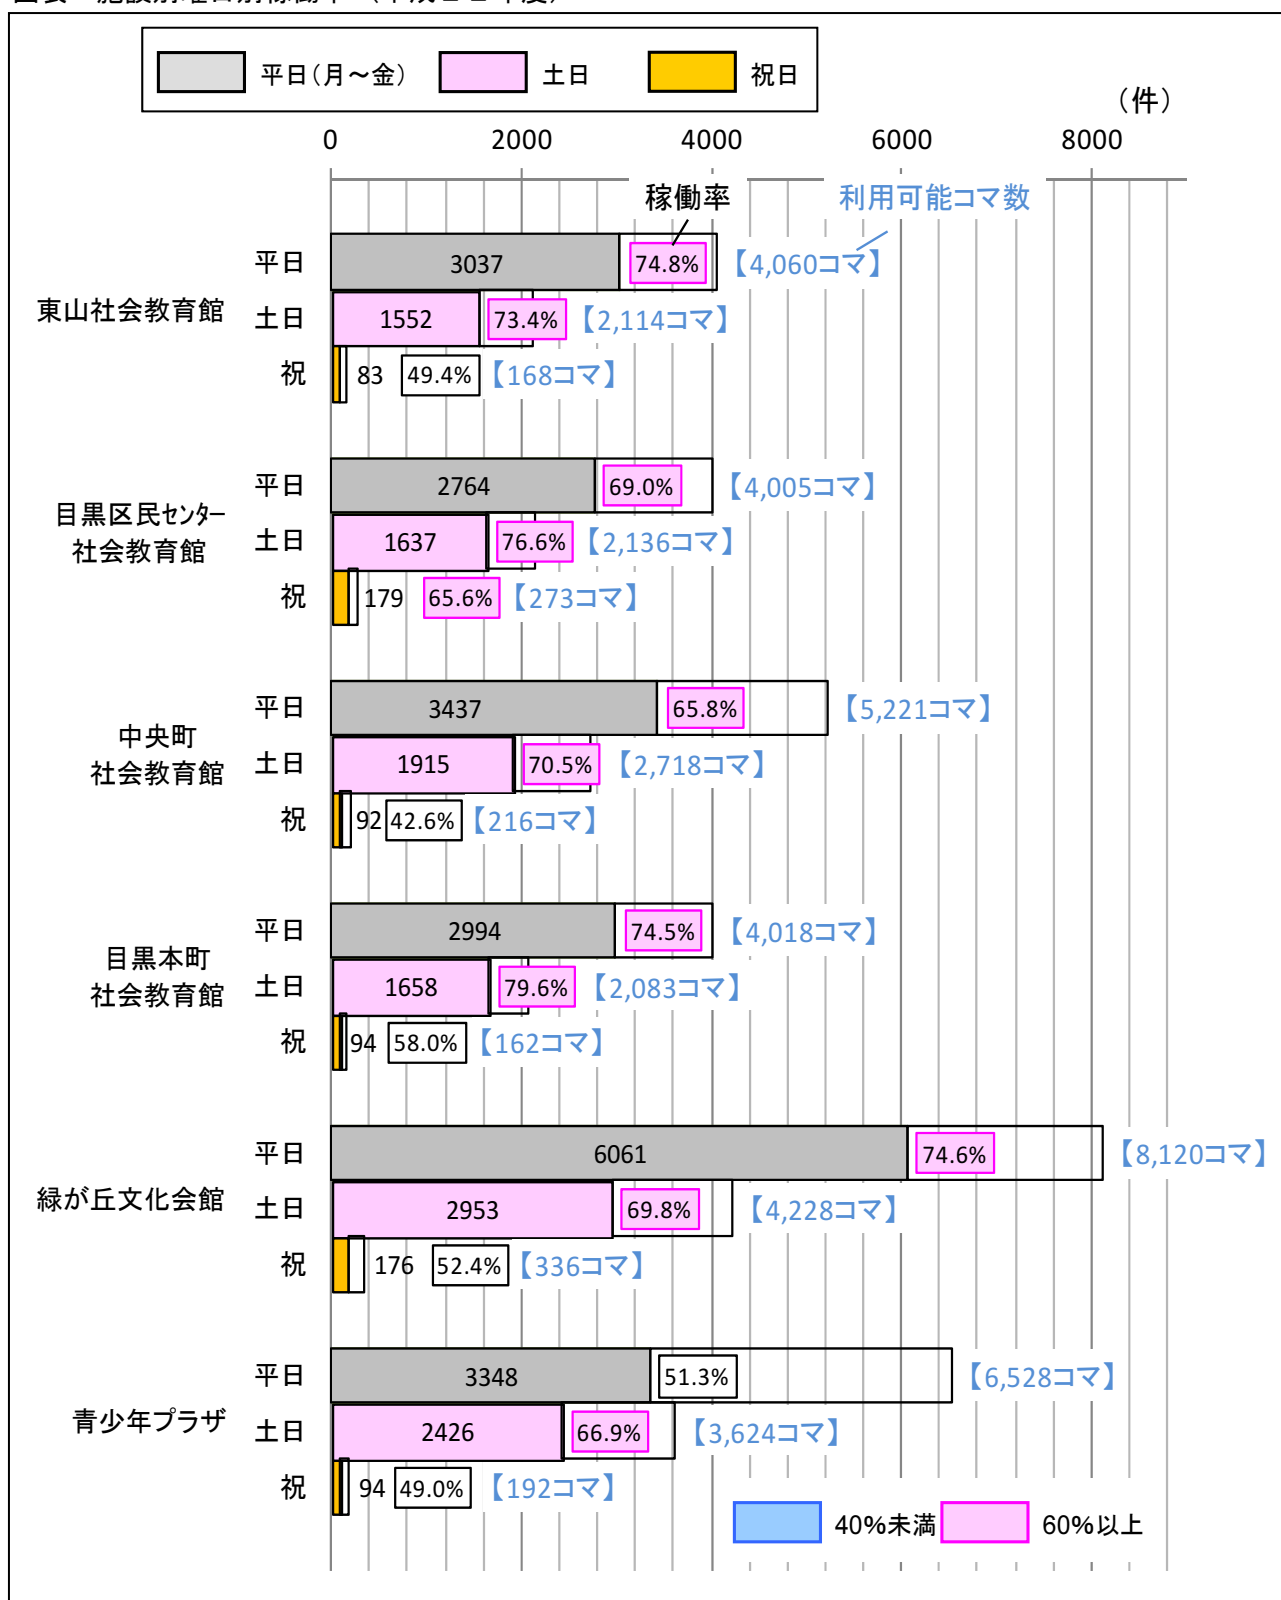 平日(月～金) 土日 祝日
(件)
0 2000 4000 6000 8000
稼働率 利用可能コマ数
東山社会教育館
平日 3037 74.8% 【4,060コマ】
土日 1552 73.4% 【2,114コマ】
祝 83 49.4% 【168コマ】
目黒区民センター
社会教育館
平日 2764 69.0% 【4,005コマ】
土日 1637 76.6% 【2,136コマ】
祝 179 65.6% 【273コマ】
中央町
社会教育館
平日 3437 65.8% 【5,221コマ】
土日 1915 70.5% 【2,718コマ】
祝 92 42.6% 【216コマ】
目黒本町
社会教育館
平日 2994 74.5% 【4,018コマ】
土日 1658 79.6% 【2,083コマ】
祝 94 58.0% 【162コマ】
緑が丘文化会館
平日 6061 74.6% 【8,120コマ】
土日 2953 69.8% 【4,228コマ】
祝 176 52.4% 【336コマ】
青少年プラザ
平日 3348 51.3% 【6,528コマ】
土日 2426 66.9% 【3,624コマ】
祝 94 49.0% 【192コマ】
40%未満 60%以上